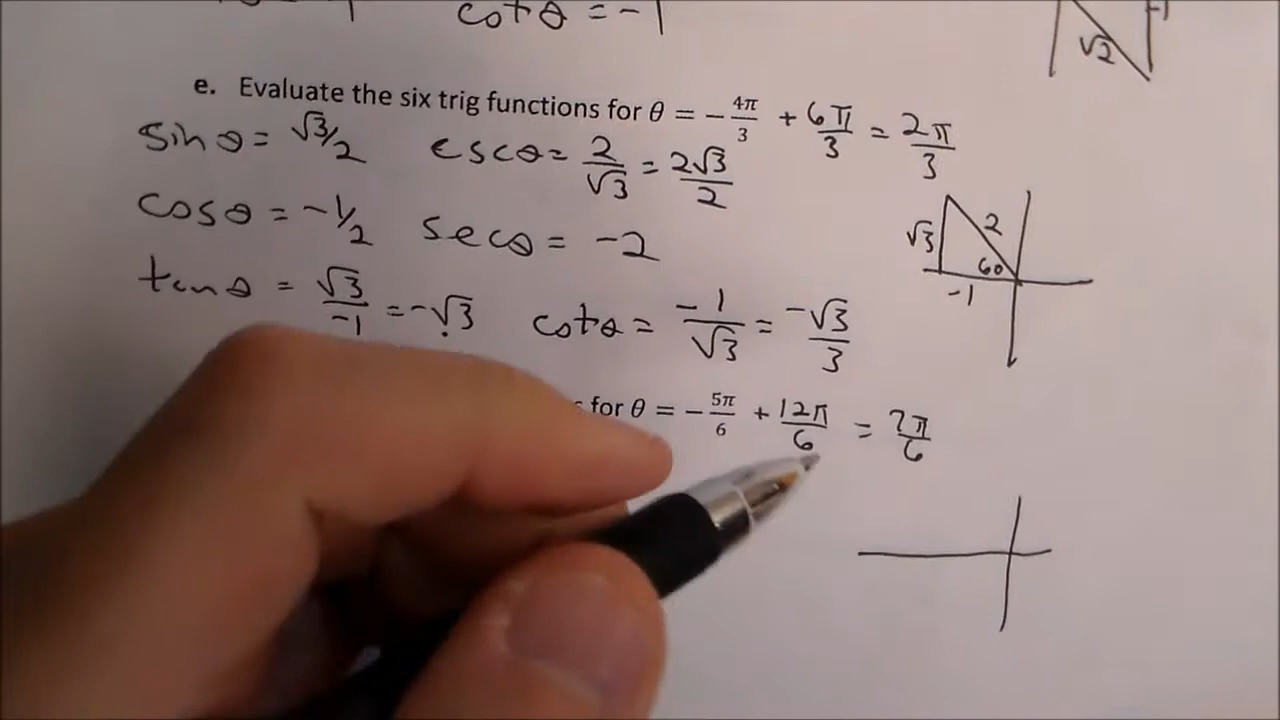 cot θ = -1
√2
e. Evaluate the six trig functions for θ = -4π/3 + 6π/3 = 2π/3
sin θ = √3/2 csc θ = 2/√3 = 2√3/2
cos θ = -1/2 sec θ = -2
√3 2 60 -1
tan θ = √3/-1 = -√3 cot θ = -1/√3 = -√3/3
for θ = -5π/6 + 12π/6 = 7π/6